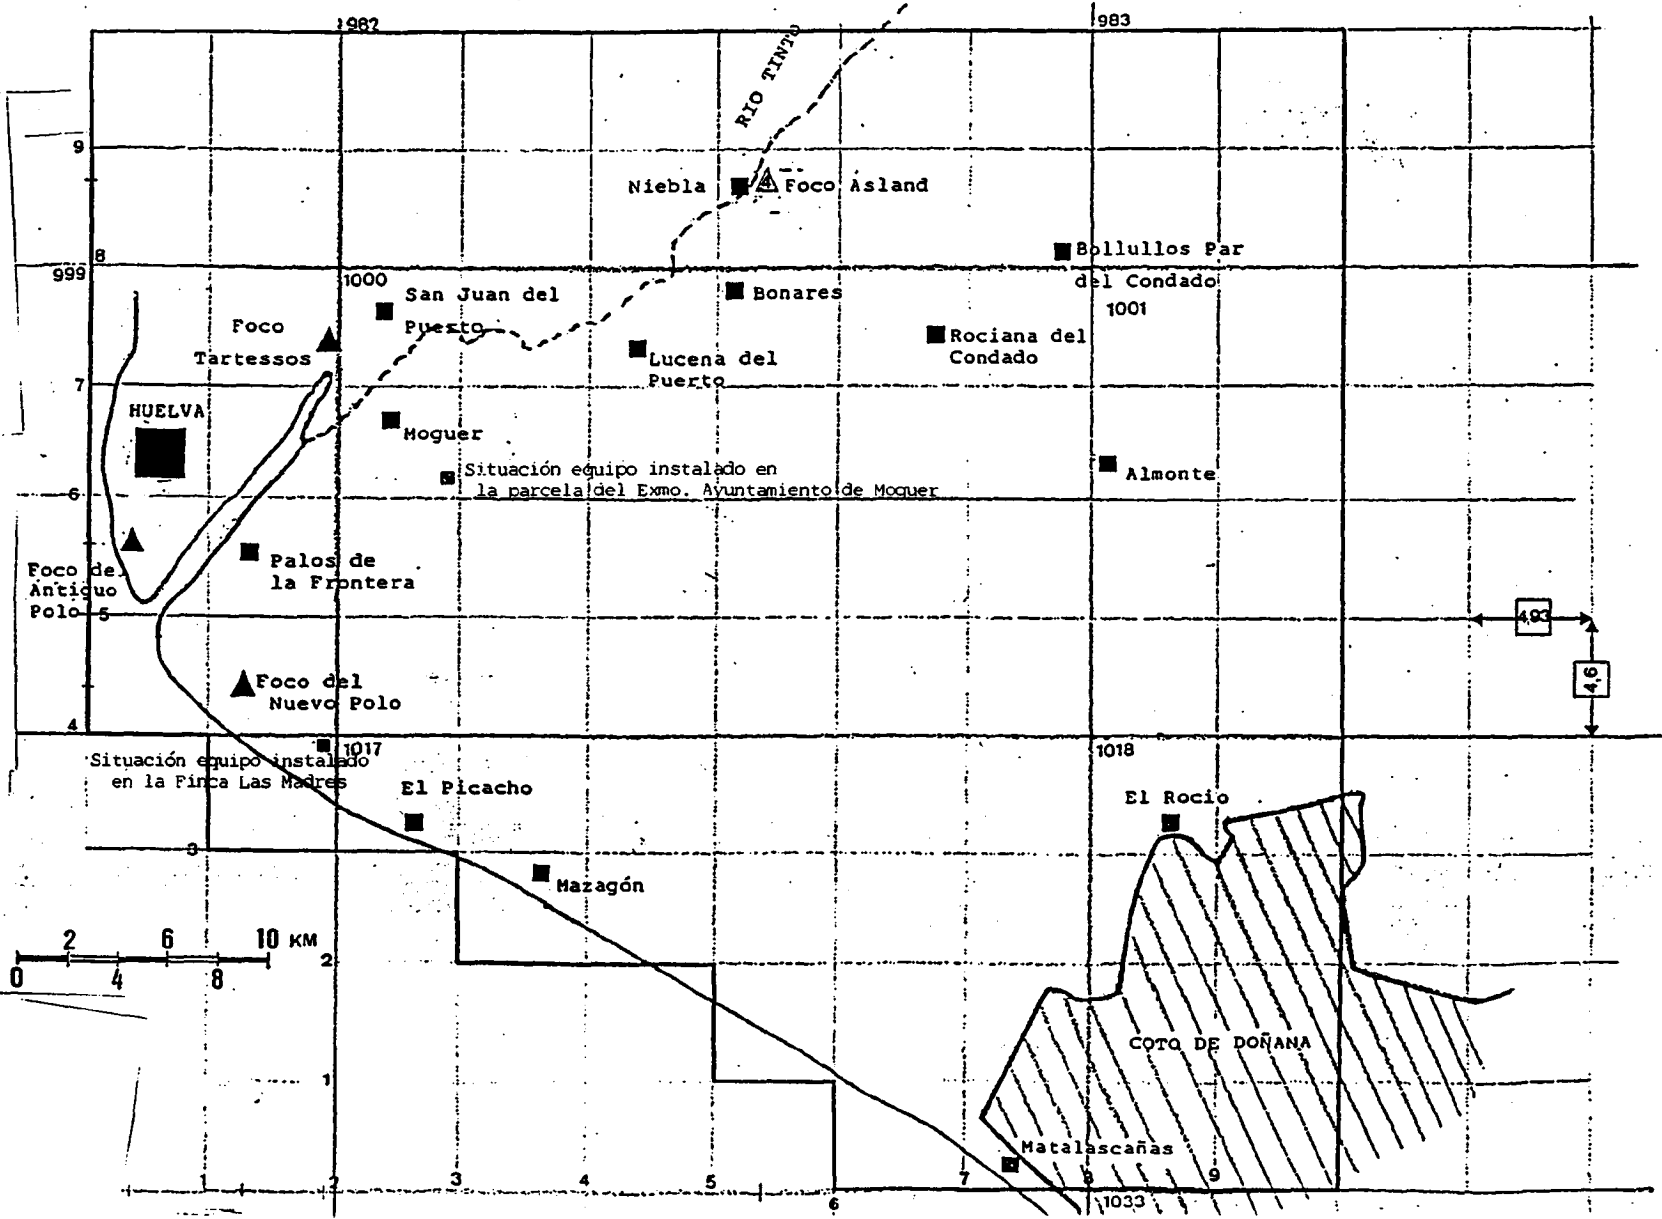 982
983
RIO TINTO
9
Niebla
4
Foco Asland
8
999
Bollullos Par
del Condado
1000
1001
San Juan del
Puerto
Bonares
Foco
Tartessos
Rociana del
Condado
Lucena del
Puerto
7
HUELVA
Moguer
Situación equipo instalado en
la parcela del Exmo. Ayuntamiento de Moguer
Almonte
6
Palos de
la Frontera
Foco del
Antiguo
Polo
5
4,93
4,6
Foco del
Nuevo Polo
4
1017
1018
Situación equipo instalado
en la Finca Las Madres
El Picacho
El Rocio
3
Mazagón
2 6 10 KM
0 4 8
2
COTO DE DOÑANA
1
Matalascañas
1 2 3 4 5 6 7 8 9
1033